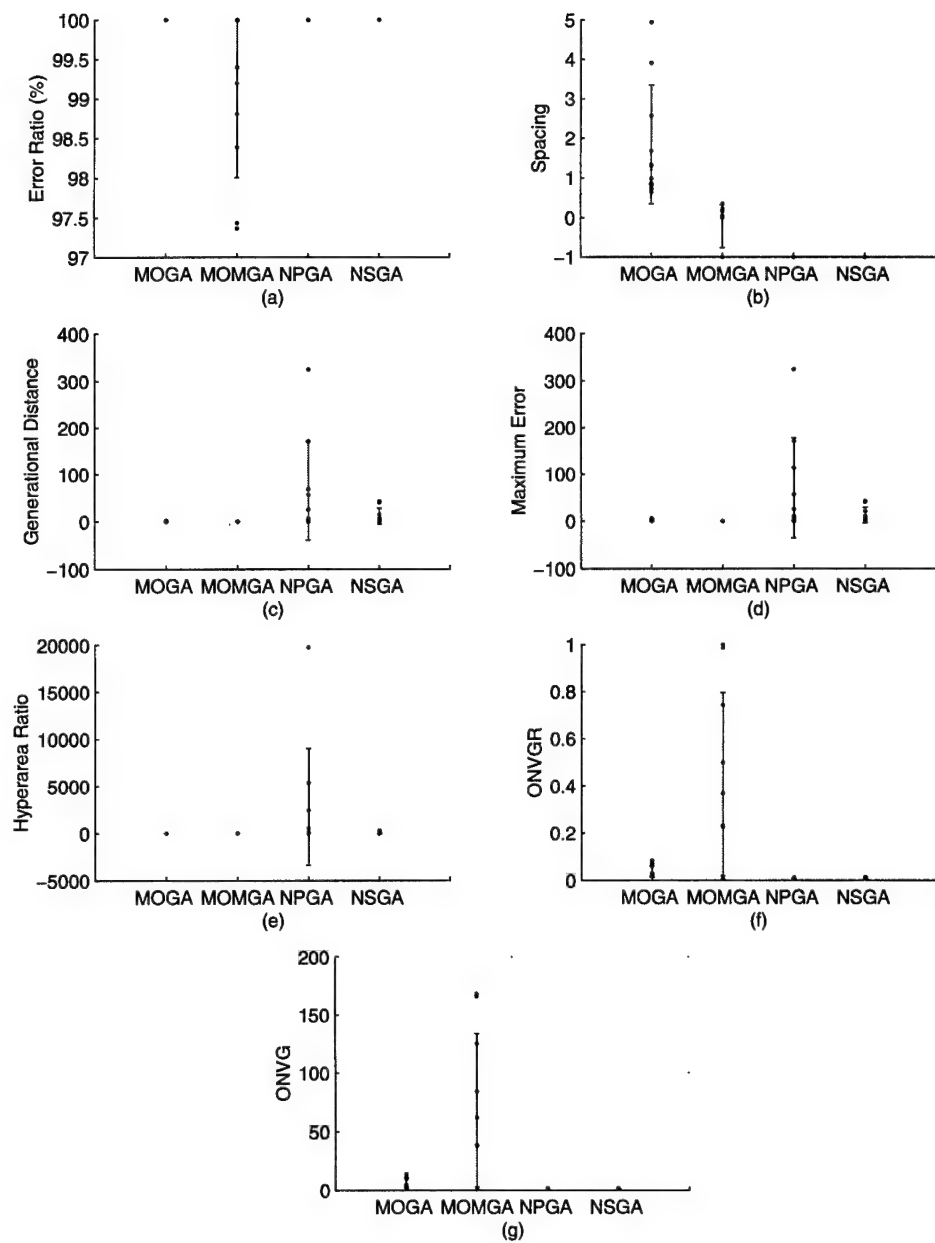 100
99.5
99
98.5
98
97.5
97
Error Ratio (%)
MOGA MOMGA NPGA NSGA
(a)
5
4
3
2
1
0
−1
Spacing
MOGA MOMGA NPGA NSGA
(b)
400
300
200
100
0
−100
Generational Distance
MOGA MOMGA NPGA NSGA
(c)
400
300
200
100
0
−100
Maximum Error
MOGA MOMGA NPGA NSGA
(d)
20000
15000
10000
5000
0
−5000
Hyperarea Ratio
MOGA MOMGA NPGA NSGA
(e)
1
0.8
0.6
0.4
0.2
0
ONVGR
MOGA MOMGA NPGA NSGA
(f)
200
150
100
50
0
ONVG
MOGA MOMGA NPGA NSGA
(g)